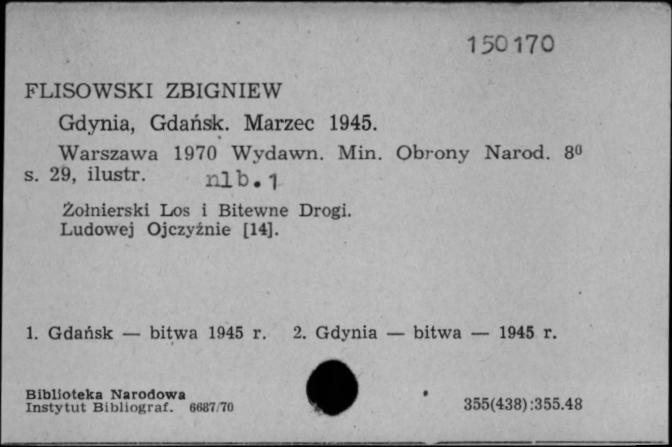 150170
FLISOWSKI ZBIGNIEW
Gdynia, Gdańsk. Marzec 1945.
Warszawa 1970 Wydawn. Min. Obrony Narod. 8⁰
s. 29, ilustr. nlb. 1
Żołnierski Los i Bitewne Drogi.
Ludowej Ojczyźnie [14].
1. Gdańsk — bitwa 1945 r. 2. Gdynia — bitwa — 1945 r.
Biblioteka Narodowa
Instytut Bibliograf. 6687/70 355(438):355.48